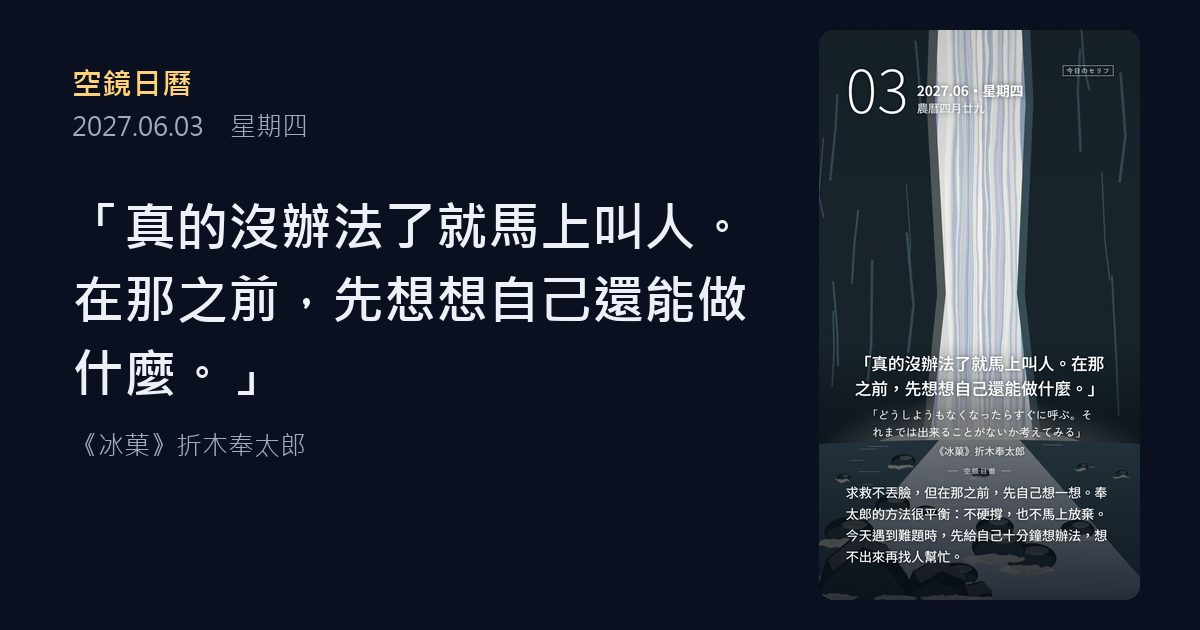 空鏡日曆
2027.06.03 星期四
「真的沒辦法了就馬上叫人。
在那之前，先想想自己還能做
什麼。」
《冰菓》折木奉太郎
03
2027.06・星期四
農曆四月廿九
今日のセリフ
「真的沒辦法了就馬上叫人。在那
之前，先想想自己還能做什麼。」
「どうしようもなくなったらすぐに呼ぶ。そ
れまでは出来ることがないか考えてみる」
《冰菓》折木奉太郎
— 空鏡日曆 —
求救不丟臉，但在那之前，先自己想一想。奉
太郎的方法很平衡：不硬撐，也不馬上放棄。
今天遇到難題時，先給自己十分鐘想辦法，想
不出來再找人幫忙。